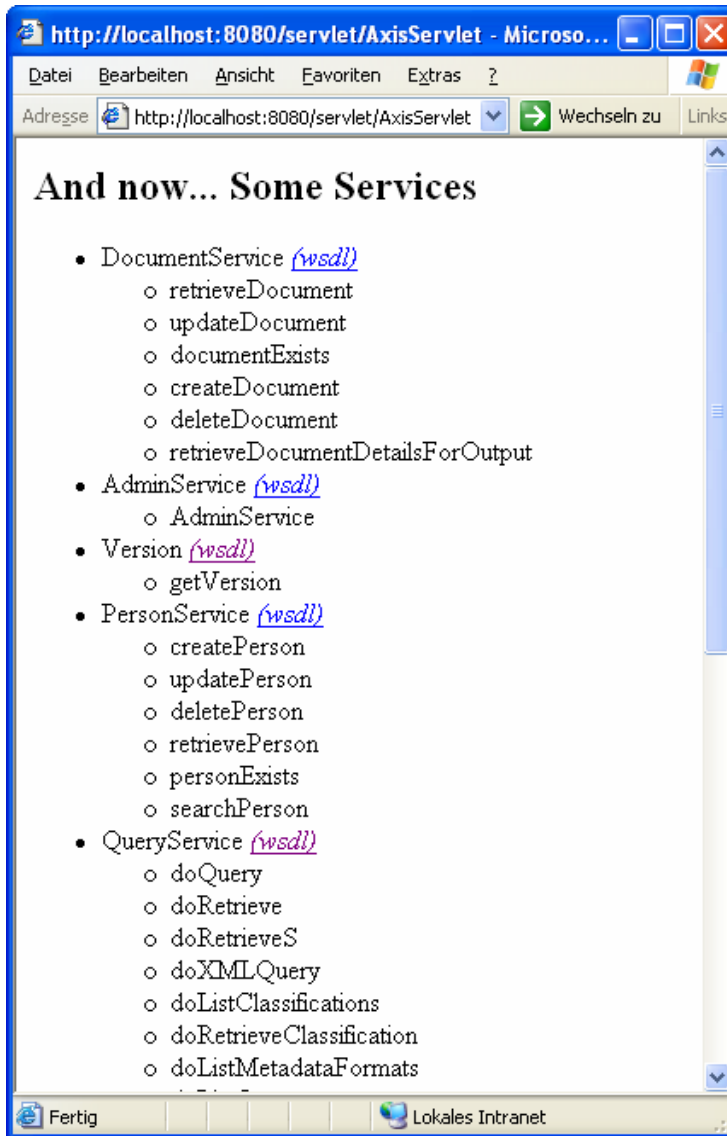 http://localhost:8080/servlet/AxisServlet - Microso...
Datei Bearbeiten Ansicht Favoriten Extras ?
Adresse http://localhost:8080/servlet/AxisServlet Wechseln zu Links
And now... Some Services
DocumentService (wsdl)
retrieveDocument
updateDocument
documentExists
createDocument
deleteDocument
retrieveDocumentDetailsForOutput
AdminService (wsdl)
AdminService
Version (wsdl)
getVersion
PersonService (wsdl)
createPerson
updatePerson
deletePerson
retrievePerson
personExists
searchPerson
QueryService (wsdl)
doQuery
doRetrieve
doRetrieveS
doXMLQuery
doListClassifications
doRetrieveClassification
doListMetadataFormats
Fertig Lokales Intranet